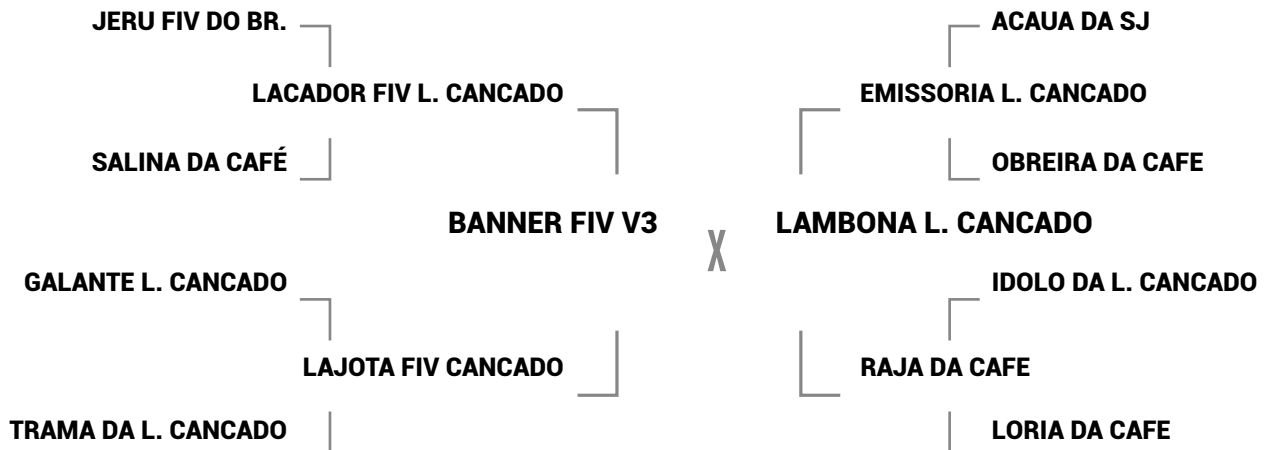 JERU FIV DO BR.
ACAUA DA SJ
LACADOR FIV L. CANCADO
EMISSORIA L. CANCADO
SALINA DA CAFÉ
OBREIRA DA CAFE
BANNER FIV V3
X
LAMBONA L. CANCADO
GALANTE L. CANCADO
IDOLO DA L. CANCADO
LAJOTA FIV CANCADO
RAJA DA CAFE
TRAMA DA L. CANCADO
LORIA DA CAFE